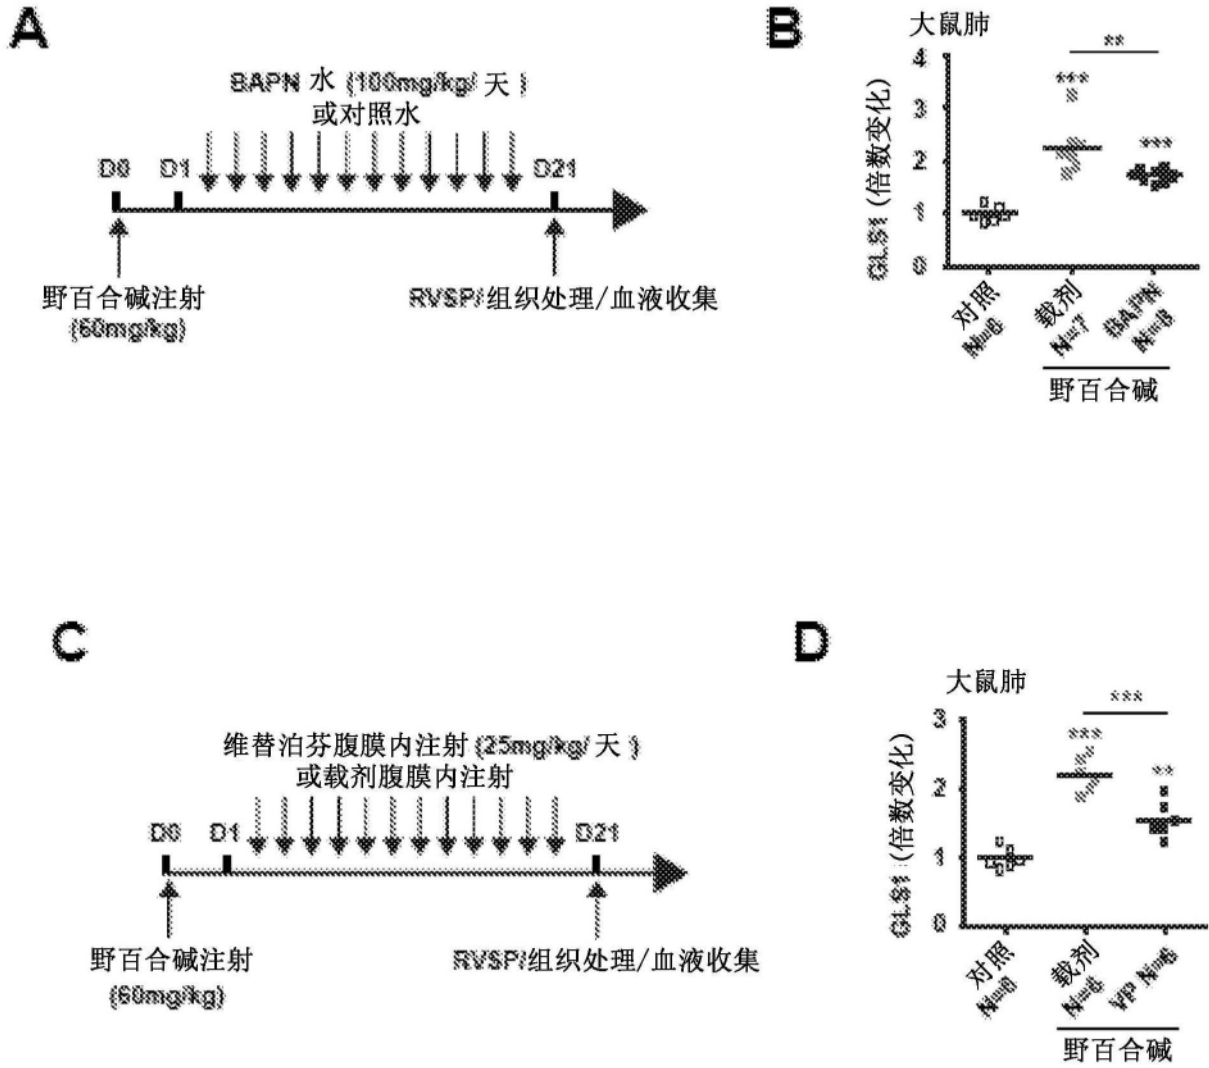 A
BAPN 水 (100mg/kg/天)
或对照水
D0 D1 D21
野百合碱注射
(60mg/kg)
RVSP/组织处理/血液收集
B
大鼠肺
**
***
***
GLS1 (倍数变化)
4
3
2
1
0
对照
N=6
载剂
N=7
BAPN
N=8
野百合碱
C
维替泊芬腹膜内注射 (25mg/kg/天)
或载剂腹膜内注射
D0 D1 D21
野百合碱注射
(60mg/kg)
RVSP/组织处理/血液收集
D
大鼠肺
***
***
**
GLS1 (倍数变化)
3
2
1
0
对照
载剂
N=6
VP N=6
野百合碱